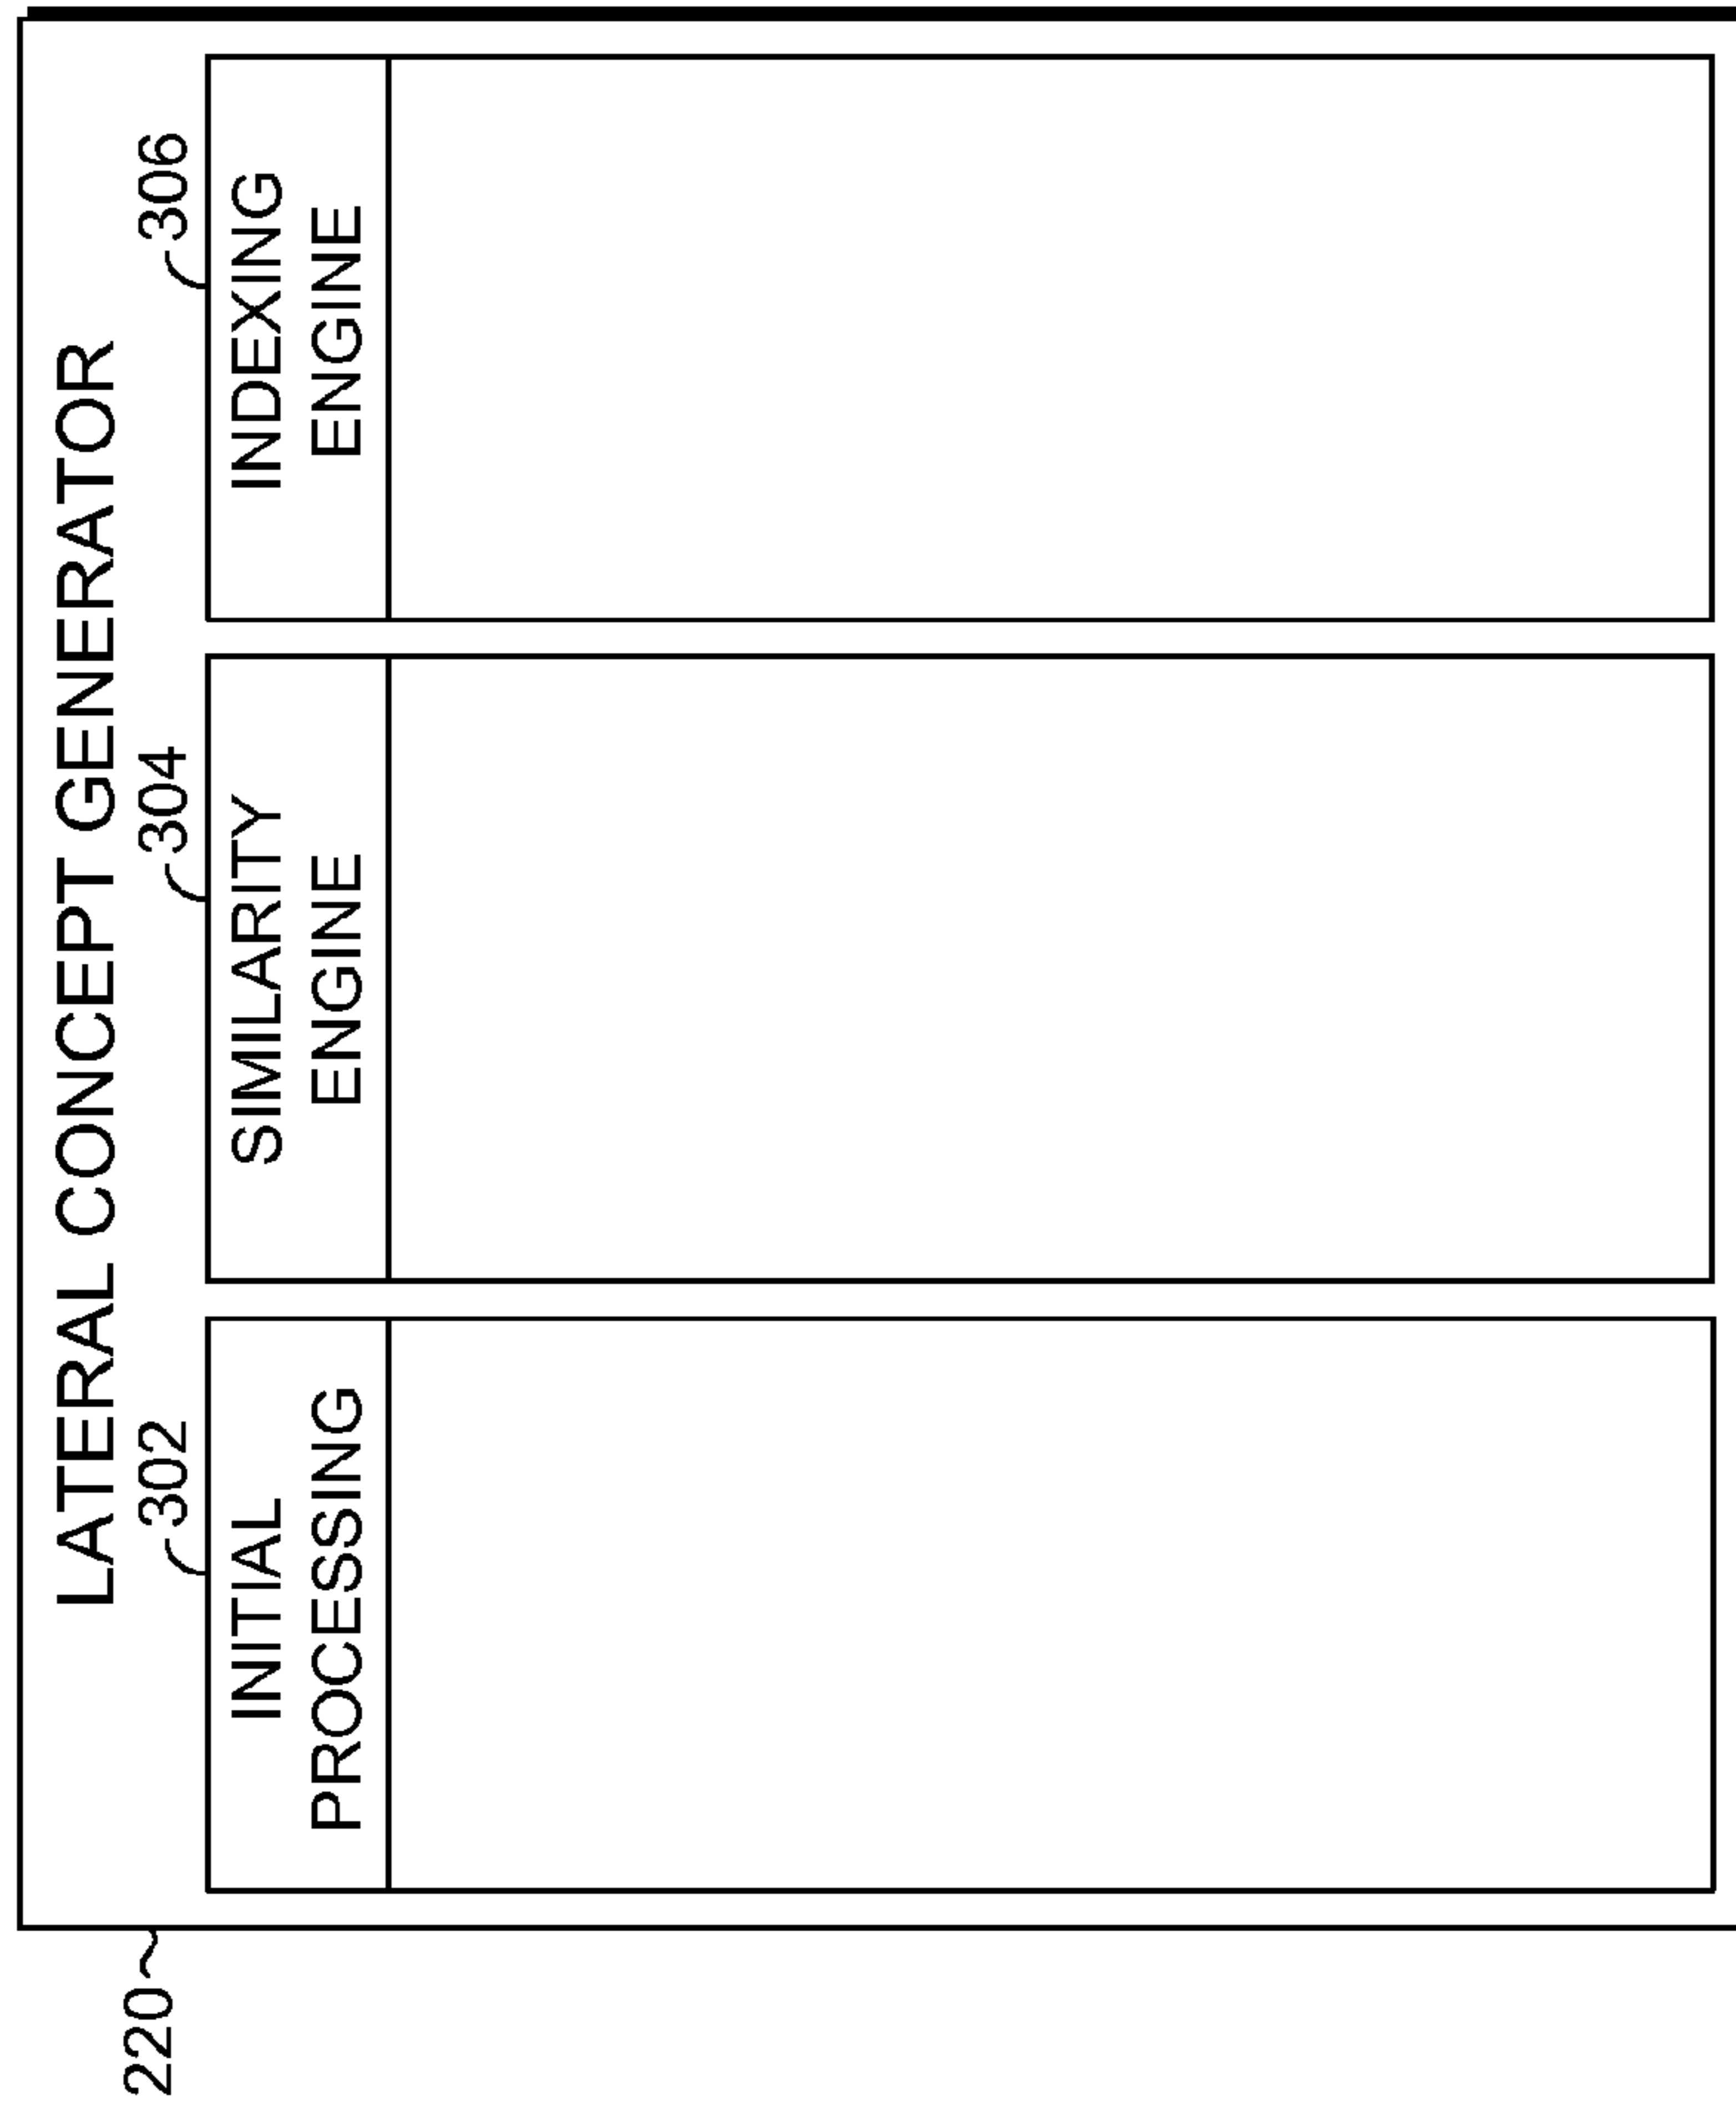 LATERAL CONCEPT GENERATOR
220
302
INITIAL
PROCESSING
304
SIMILARITY
ENGINE
306
INDEXING
ENGINE